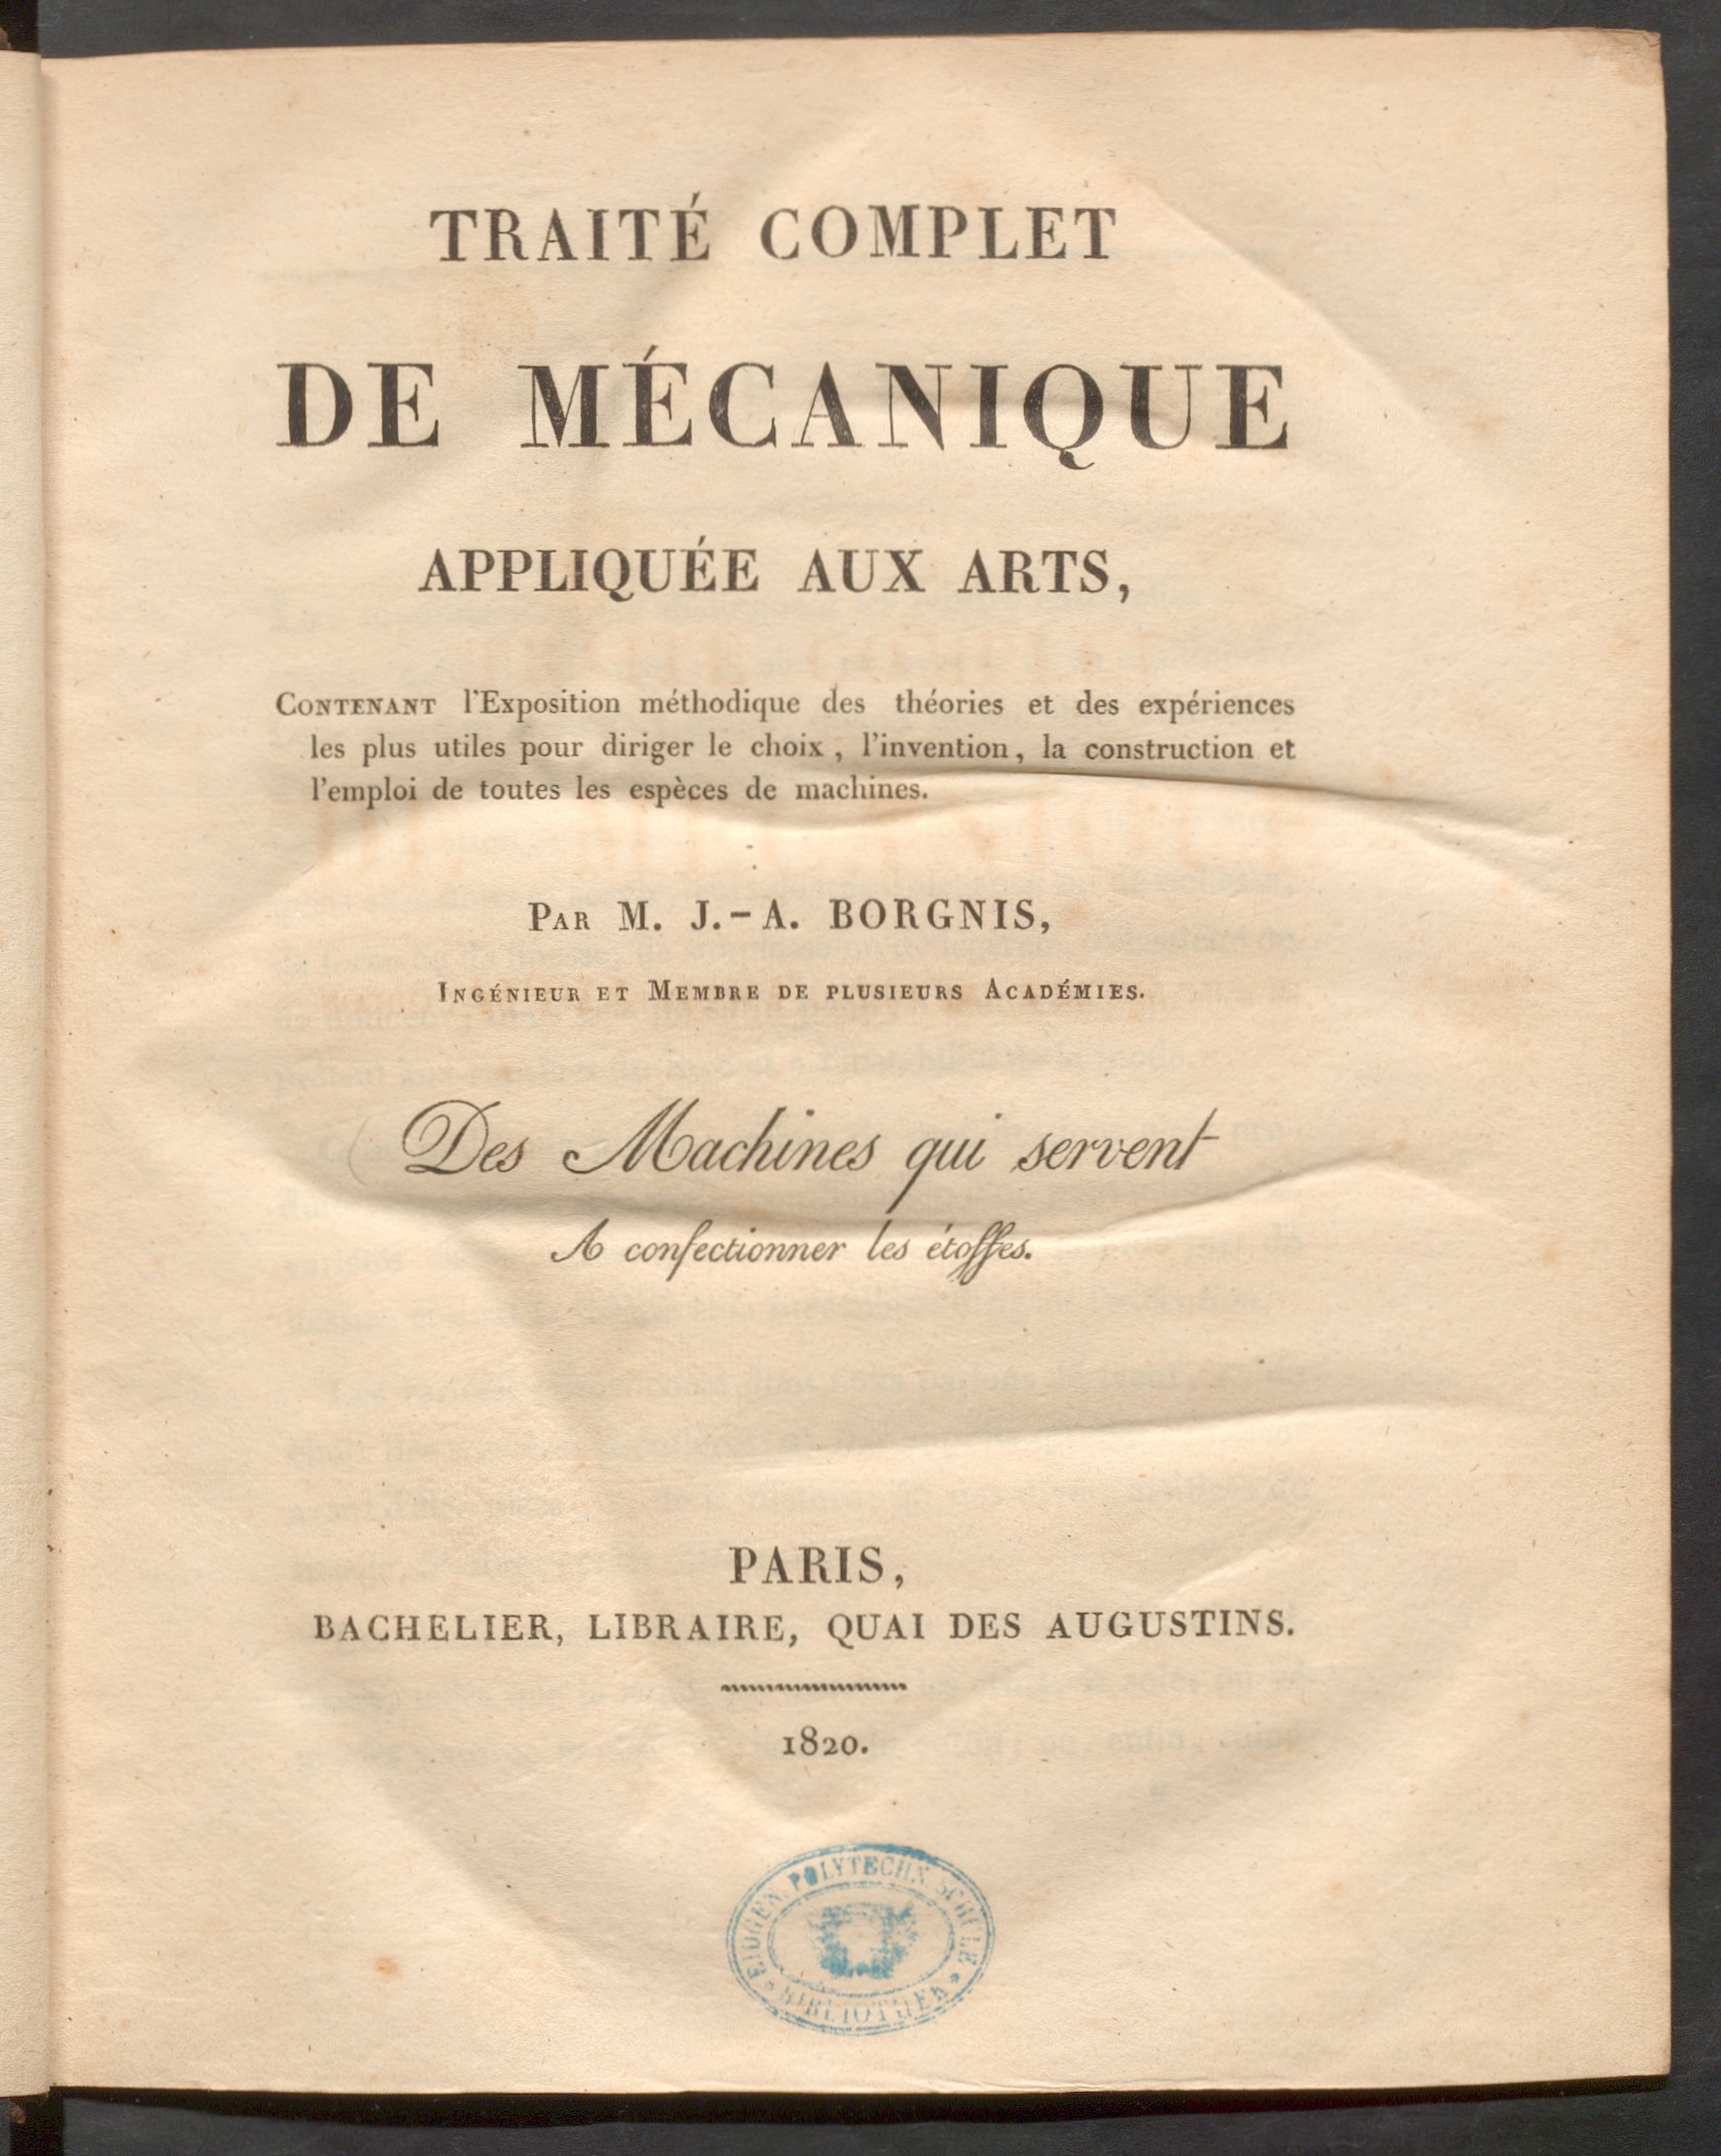 TRAITÉ COMPLET
DE MÉCANIQUE
APPLIQUÉE AUX ARTS,
CONTENANT l'Exposition méthodique des théories et des expériences
les plus utiles pour diriger le choix, l'invention, la construction et
l'emploi de toutes les espèces de machines.
PAR M. J.-A. BORGNIS,
INGÉNIEUR ET MEMBRE DE PLUSIEURS ACADÉMIES.
Des Machines qui servent
A confectionner les étoffes.
PARIS,
BACHELIER, LIBRAIRE, QUAI DES AUGUSTINS.
1820.
EIDGEN. POLYTECHN. SCHULE
* BIBLIOTHEK *